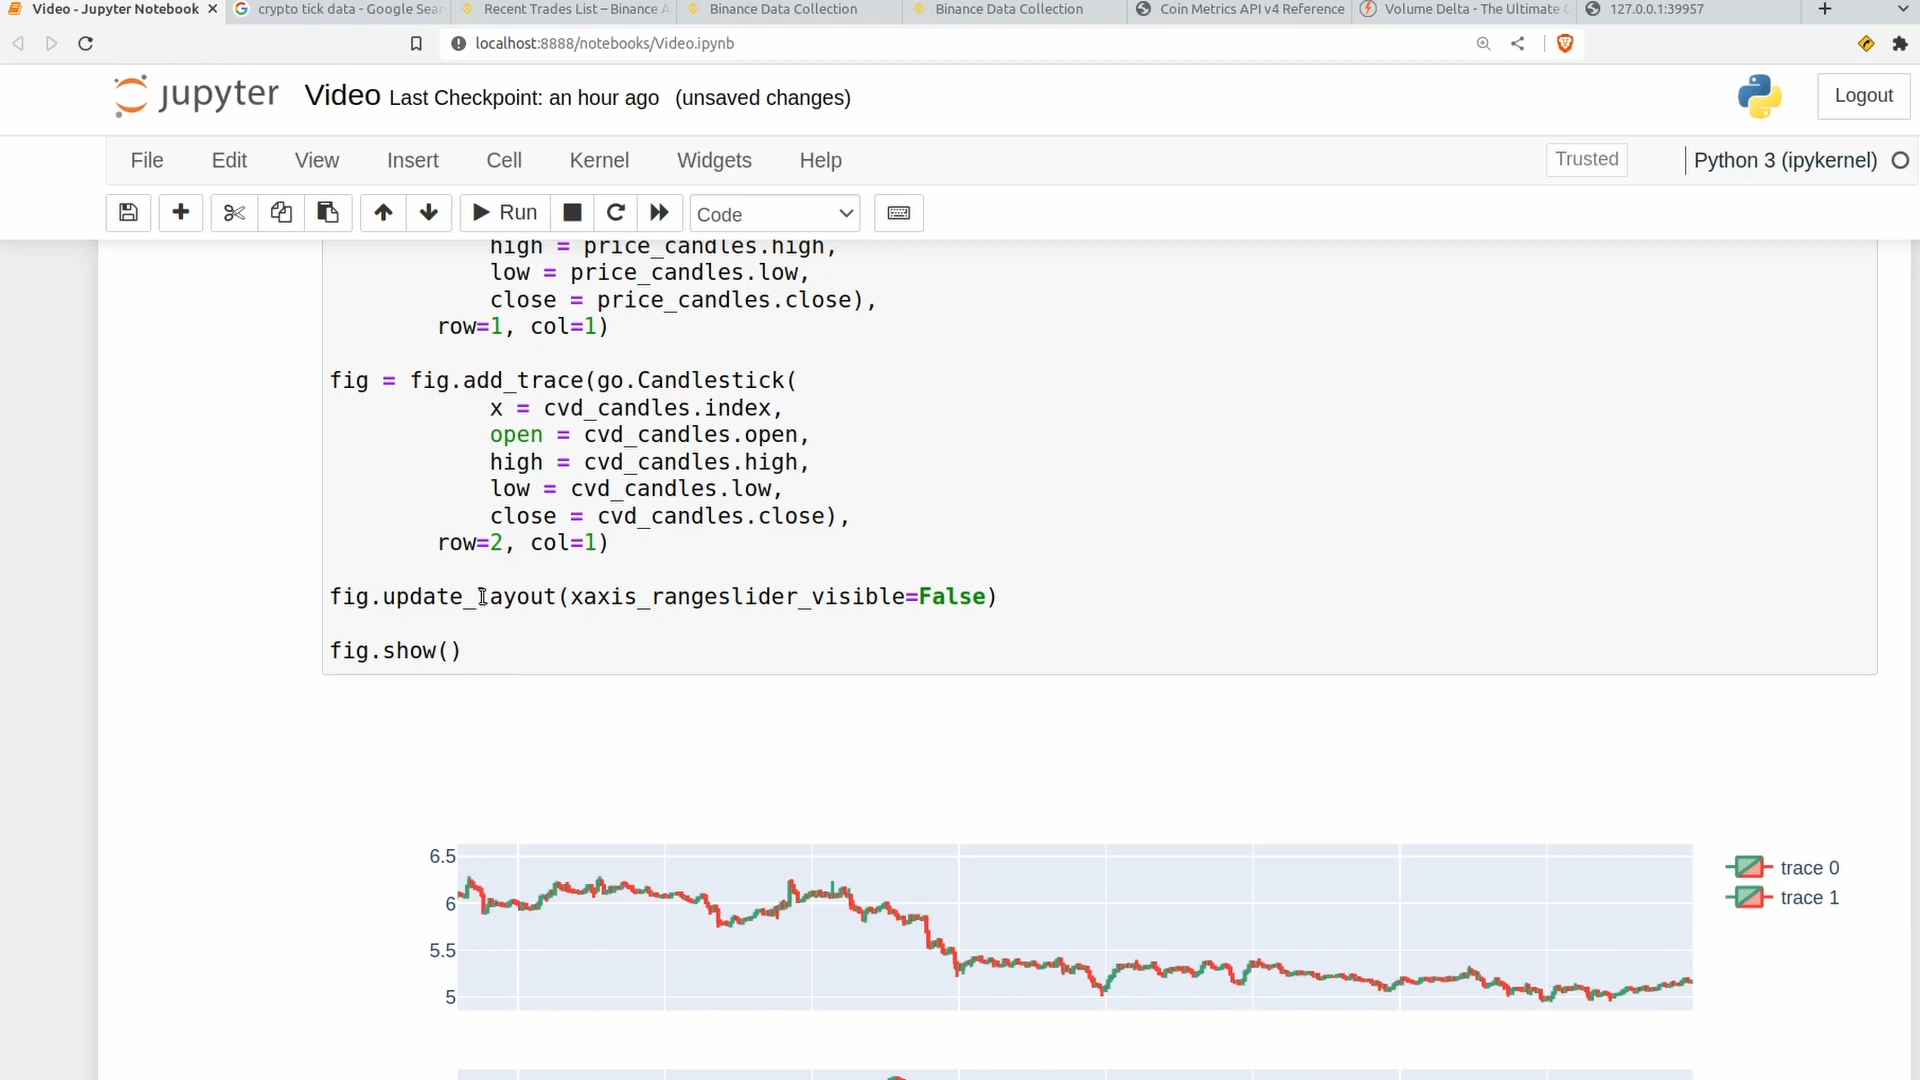 Video - Jupyter Notebook
crypto tick data - Google Sear
Recent Trades List – Binance A
Binance Data Collection
Binance Data Collection
Coin Metrics API v4 Reference
Volume Delta - The Ultimate C
127.0.0.1:39957
localhost:8888/notebooks/Video.ipynb
jupyter Video Last Checkpoint: an hour ago (unsaved changes)
Logout
File Edit View Insert Cell Kernel Widgets Help
Trusted
Python 3 (ipykernel)
Run
Code
high = price_candles.high,
low = price_candles.low,
close = price_candles.close),
row=1, col=1)
fig = fig.add_trace(go.Candlestick(
x = cvd_candles.index,
open = cvd_candles.open,
high = cvd_candles.high,
low = cvd_candles.low,
close = cvd_candles.close),
row=2, col=1)
fig.update_layout(xaxis_rangeslider_visible=False)
fig.show()
6.5
6
5.5
5
trace 0
trace 1